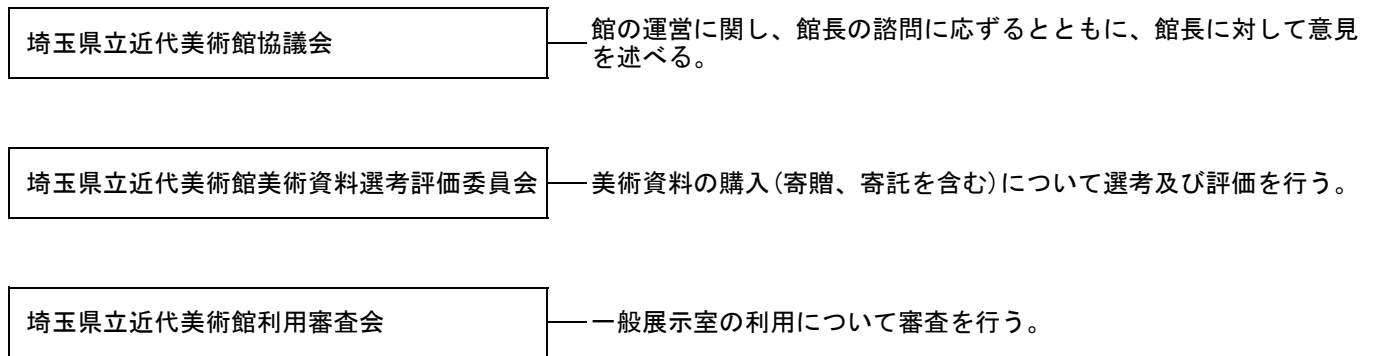 埼玉県立近代美術館協議会
館の運営に関し、館長の諮問に応ずるとともに、館長に対して意見
を述べる。
埼玉県立近代美術館美術資料選考評価委員会
美術資料の購入(寄贈、寄託を含む)について選考及び評価を行う。
埼玉県立近代美術館利用審査会
一般展示室の利用について審査を行う。